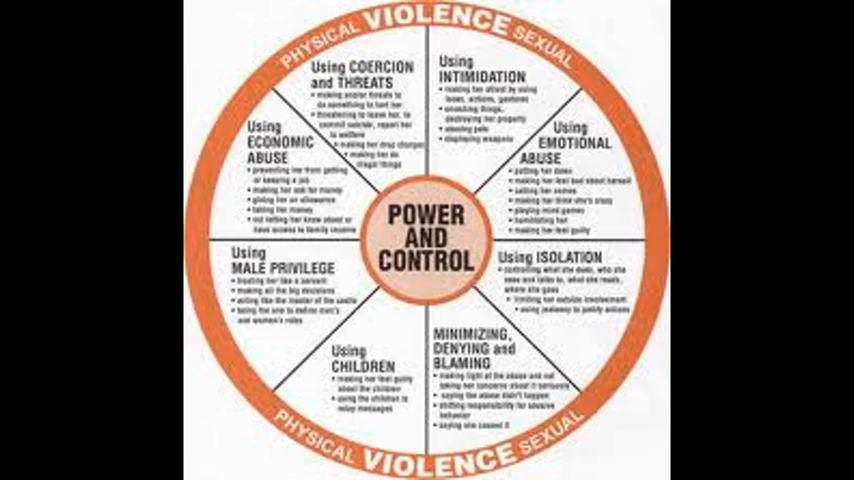 PHYSICAL VIOLENCE SEXUAL
Using COERCION
and THREATS
• making and/or threats to
do something to hurt her
• threatening to leave her, to
commit suicide, report her
to welfare
• making her drop charges
• making her do
illegal things
Using
INTIMIDATION
• making her afraid by using
looks, actions, gestures
• smashing things,
destroying her property
• abusing pets
• displaying weapons
Using
ECONOMIC
ABUSE
• preventing her from getting
or keeping a job
• making her ask for money
• giving her an allowance
• taking her money
• not letting her know about or
have access to family income
Using
EMOTIONAL
ABUSE
• putting her down
• making her feel bad about herself
• calling her names
• making her think she's crazy
• playing mind games
• humiliating her
• making her feel guilty
POWER
AND
CONTROL
Using
MALE PRIVILEGE
• treating her like a servant
• making all the big decisions
• acting like the master of the castle
• being the one to define men's
and women's roles
Using ISOLATION
• controlling what she does, who she
sees and talks to, what she reads,
where she goes
• limiting her outside involvement
• using jealousy to justify actions
Using
CHILDREN
• making her feel guilty
about the children
• using the children to
relay messages
MINIMIZING,
DENYING and
BLAMING
• making light of the abuse and not
taking her concerns about it seriously
• saying the abuse didn't happen
• shifting responsibility for abusive
behavior
• saying she caused it
PHYSICAL VIOLENCE SEXUAL